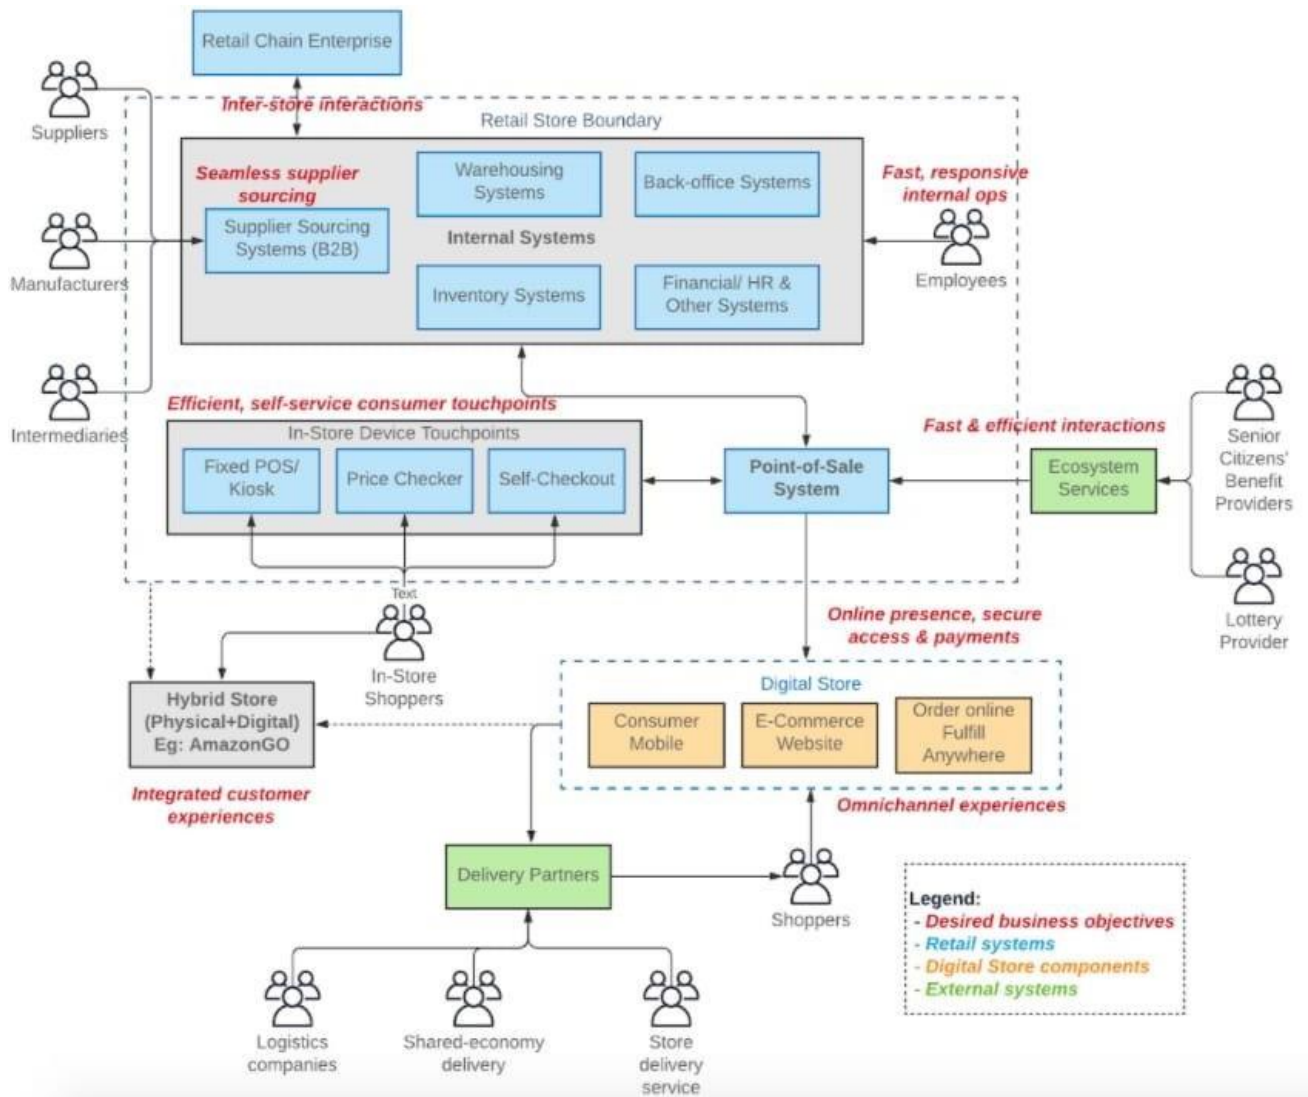 Retail Chain Enterprise
Suppliers
Inter-store interactions
Retail Store Boundary
Seamless supplier
sourcing
Warehousing
Systems
Back-office Systems
Fast, responsive
internal ops
Supplier Sourcing
Systems (B2B)
Internal Systems
Manufacturers
Employees
Inventory Systems
Financial/ HR &
Other Systems
Intermediaries
Efficient, self-service consumer touchpoints
In-Store Device Touchpoints
Fixed POS/
Kiosk
Price Checker
Self-Checkout
Point-of-Sale
System
Fast & efficient interactions
Ecosystem
Services
Senior
Citizens'
Benefit
Providers
Lottery
Provider
Text
In-Store
Shoppers
Online presence, secure
access & payments
Hybrid Store
(Physical+Digital)
Eg: AmazonGO
Integrated customer
experiences
Digital Store
Consumer
Mobile
E-Commerce
Website
Order online
Fulfill
Anywhere
Omnichannel experiences
Delivery Partners
Shoppers
Legend:
- Desired business objectives
- Retail systems
- Digital Store components
- External systems
Logistics
companies
Shared-economy
delivery
Store
delivery
service